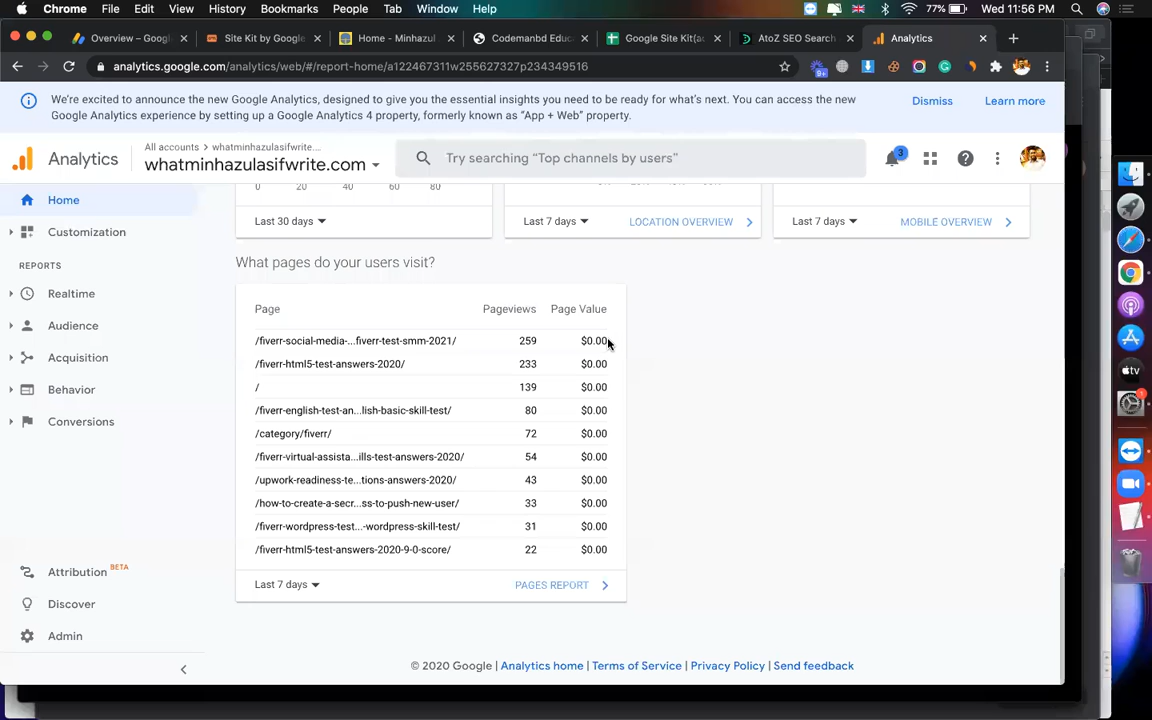 Chrome File Edit View History Bookmarks People Tab Window Help 77% Wed 11:56 PM
Overview – Googl Site Kit by Google Home - Minhazul Codemanbd Educ Google Site Kit(a AtoZ SEO Search Analytics
analytics.google.com/analytics/web/#/report-home/a122467311w255627327p234349516
9+
We're excited to announce the new Google Analytics, designed to give you the essential insights you need to be ready for what's next. You can access the new Dismiss Learn more
Google Analytics experience by setting up a Google Analytics 4 property, formerly known as “App + Web” property.
All accounts > whatminhazulasifwrite...
Analytics whatminhazulasifwrite.com Try searching “Top channels by users” 3
0 20 40 60 80
Home
Last 30 days Last 7 days LOCATION OVERVIEW Last 7 days MOBILE OVERVIEW
Customization
REPORTS
What pages do your users visit?
Realtime
Page Pageviews Page Value
Audience
/fiverr-social-media-...fiverr-test-smm-2021/ 259 $0.00
Acquisition
/fiverr-html5-test-answers-2020/ 233 $0.00
Behavior
/ 139 $0.00
/fiverr-english-test-an...lish-basic-skill-test/ 80 $0.00
Conversions
/category/fiverr/ 72 $0.00
/fiverr-virtual-assista...ills-test-answers-2020/ 54 $0.00
/upwork-readiness-te...tions-answers-2020/ 43 $0.00
/how-to-create-a-secr...ss-to-push-new-user/ 33 $0.00
/fiverr-wordpress-test...-wordpress-skill-test/ 31 $0.00
/fiverr-html5-test-answers-2020-9-0-score/ 22 $0.00
Attribution BETA
Last 7 days PAGES REPORT
Discover
Admin
© 2020 Google | Analytics home | Terms of Service | Privacy Policy | Send feedback
tv
1